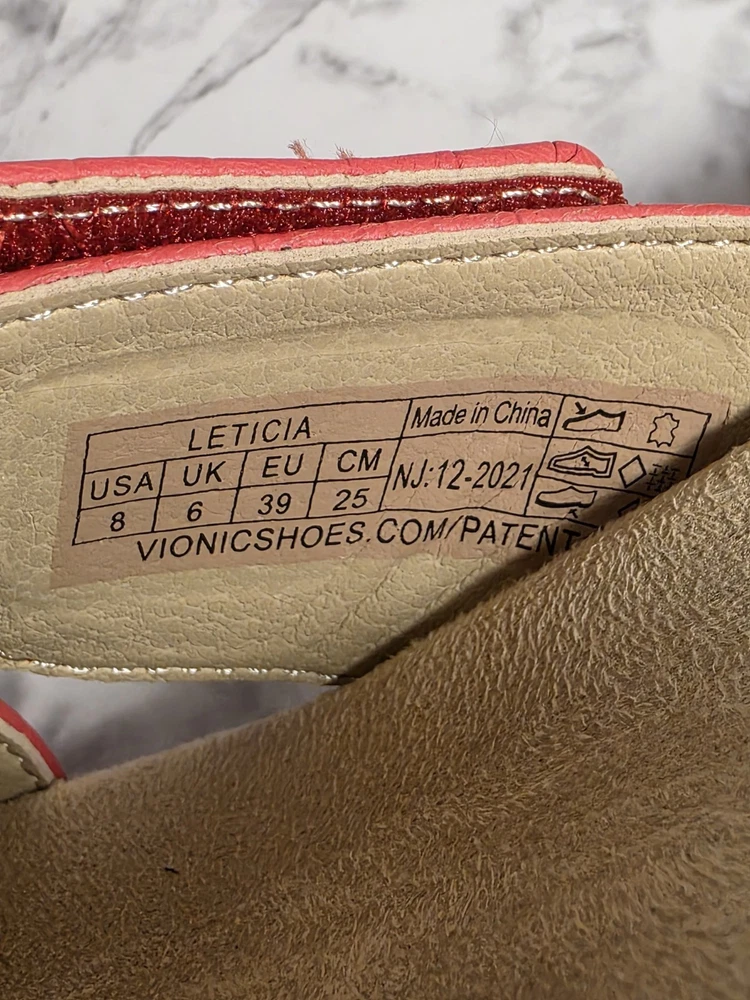 LETICIA
Made in China
USA UK EU CM
8 6 39 25
NJ:12-2021
VIONICSHOES.COM/PATENT